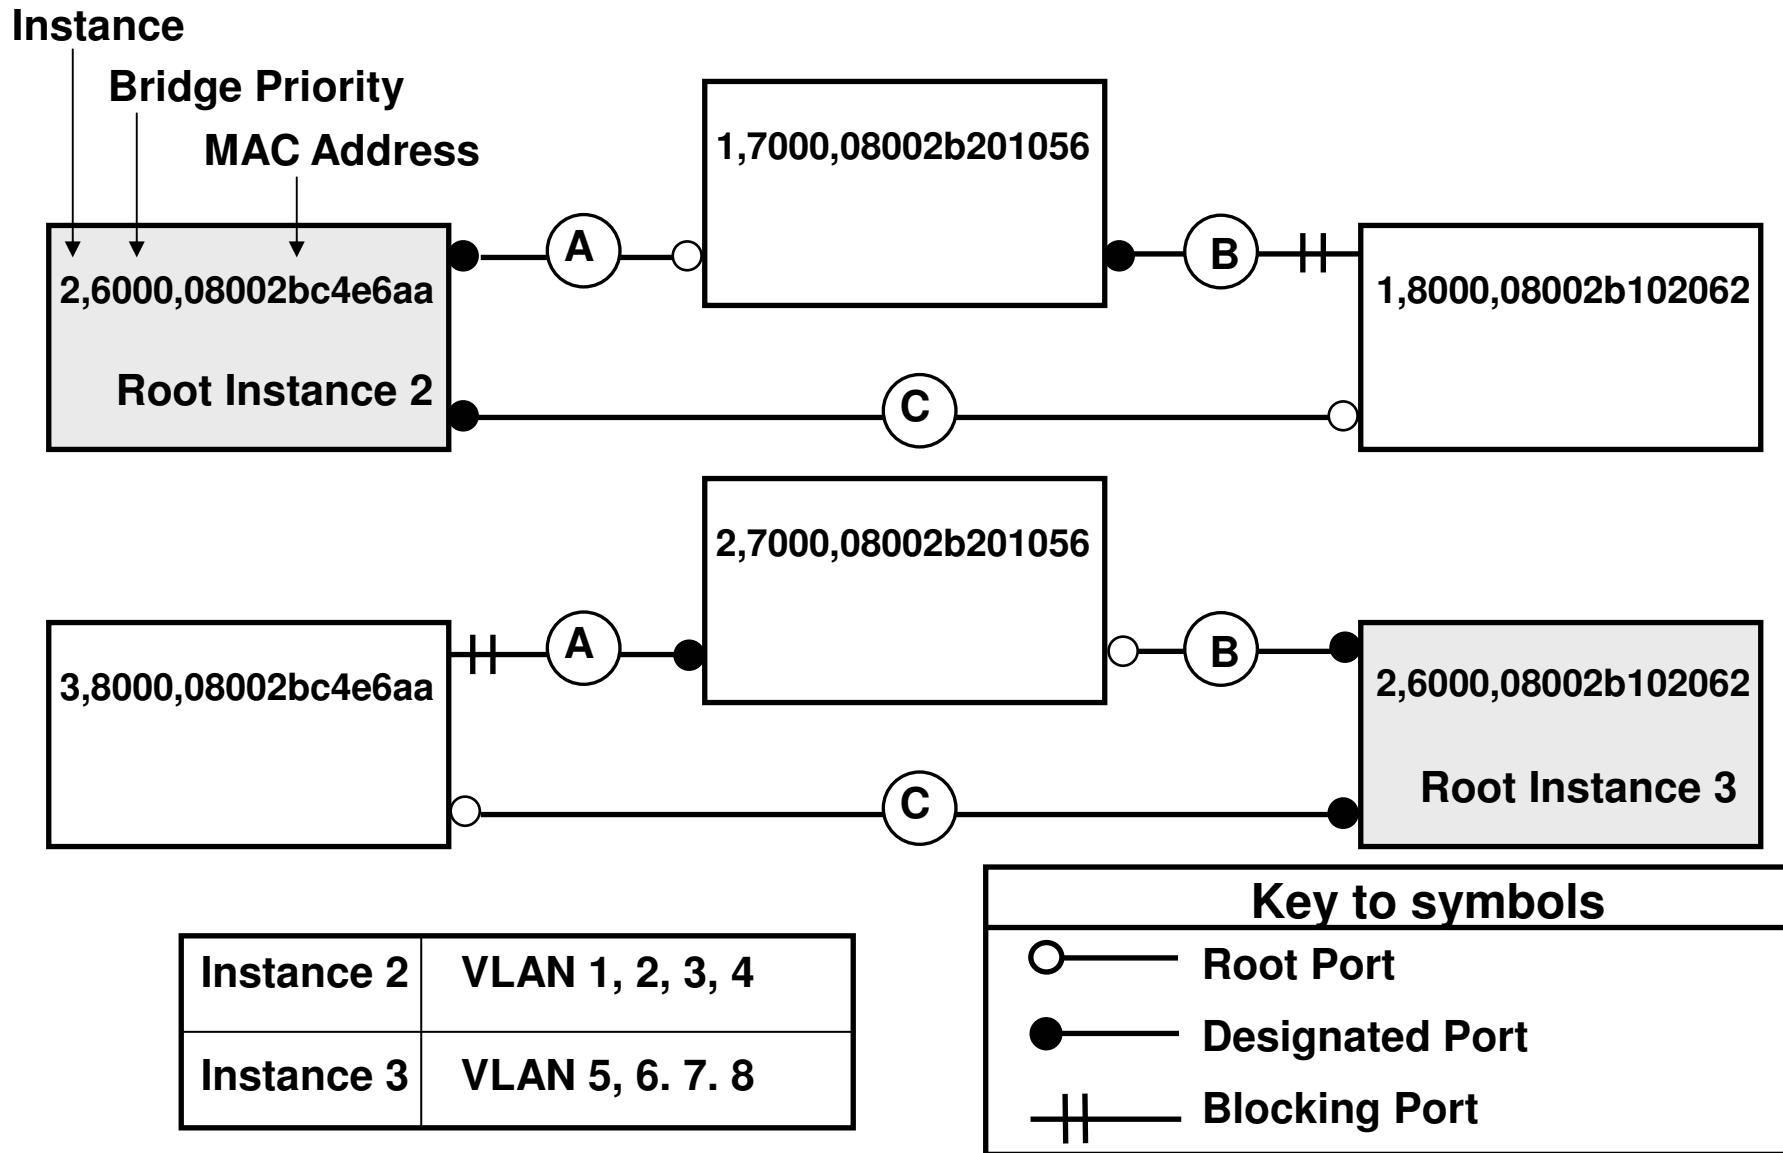 Instance
Bridge Priority
MAC Address
1,7000,08002b201056
A
B
2,6000,08002bc4e6aa
1,8000,08002b102062
Root Instance 2
C
2,7000,08002b201056
A
B
3,8000,08002bc4e6aa
2,6000,08002b102062
Root Instance 3
C
Key to symbols
Root Port
Designated Port
Blocking Port
Instance 2 VLAN 1, 2, 3, 4
Instance 3 VLAN 5, 6. 7. 8